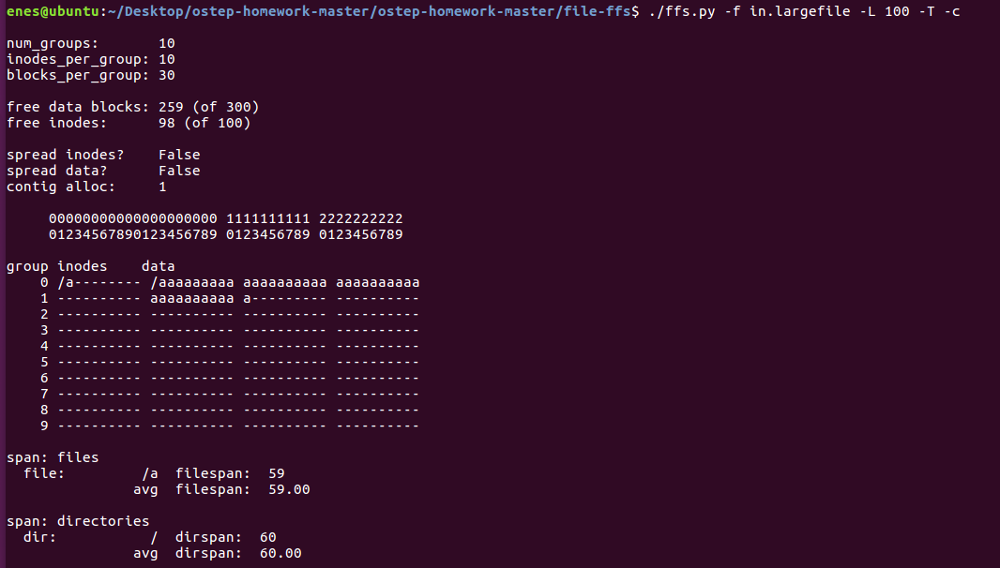 enes@ubuntu:~/Desktop/ostep-homework-master/ostep-homework-master/file-ffs$ ./ffs.py -f in.largefile -L 100 -T -c

num_groups:       10
inodes_per_group: 10
blocks_per_group: 30

free data blocks: 259 (of 300)
free inodes:      98 (of 100)

spread inodes?    False
spread data?      False
contig alloc:     1

     00000000000000000000 1111111111 2222222222
     01234567890123456789 0123456789 0123456789

group inodes    data
    0 /a-------- /aaaaaaaaa aaaaaaaaaa aaaaaaaaaa
    1 ---------- aaaaaaaaaa a--------- ----------
    2 ---------- ---------- ---------- ----------
    3 ---------- ---------- ---------- ----------
    4 ---------- ---------- ---------- ----------
    5 ---------- ---------- ---------- ----------
    6 ---------- ---------- ---------- ----------
    7 ---------- ---------- ---------- ----------
    8 ---------- ---------- ---------- ----------
    9 ---------- ---------- ---------- ----------

span: files
  file:         /a  filespan:  59
               avg  filespan:  59.00

span: directories
  dir:           /  dirspan:  60
               avg  dirspan:  60.00